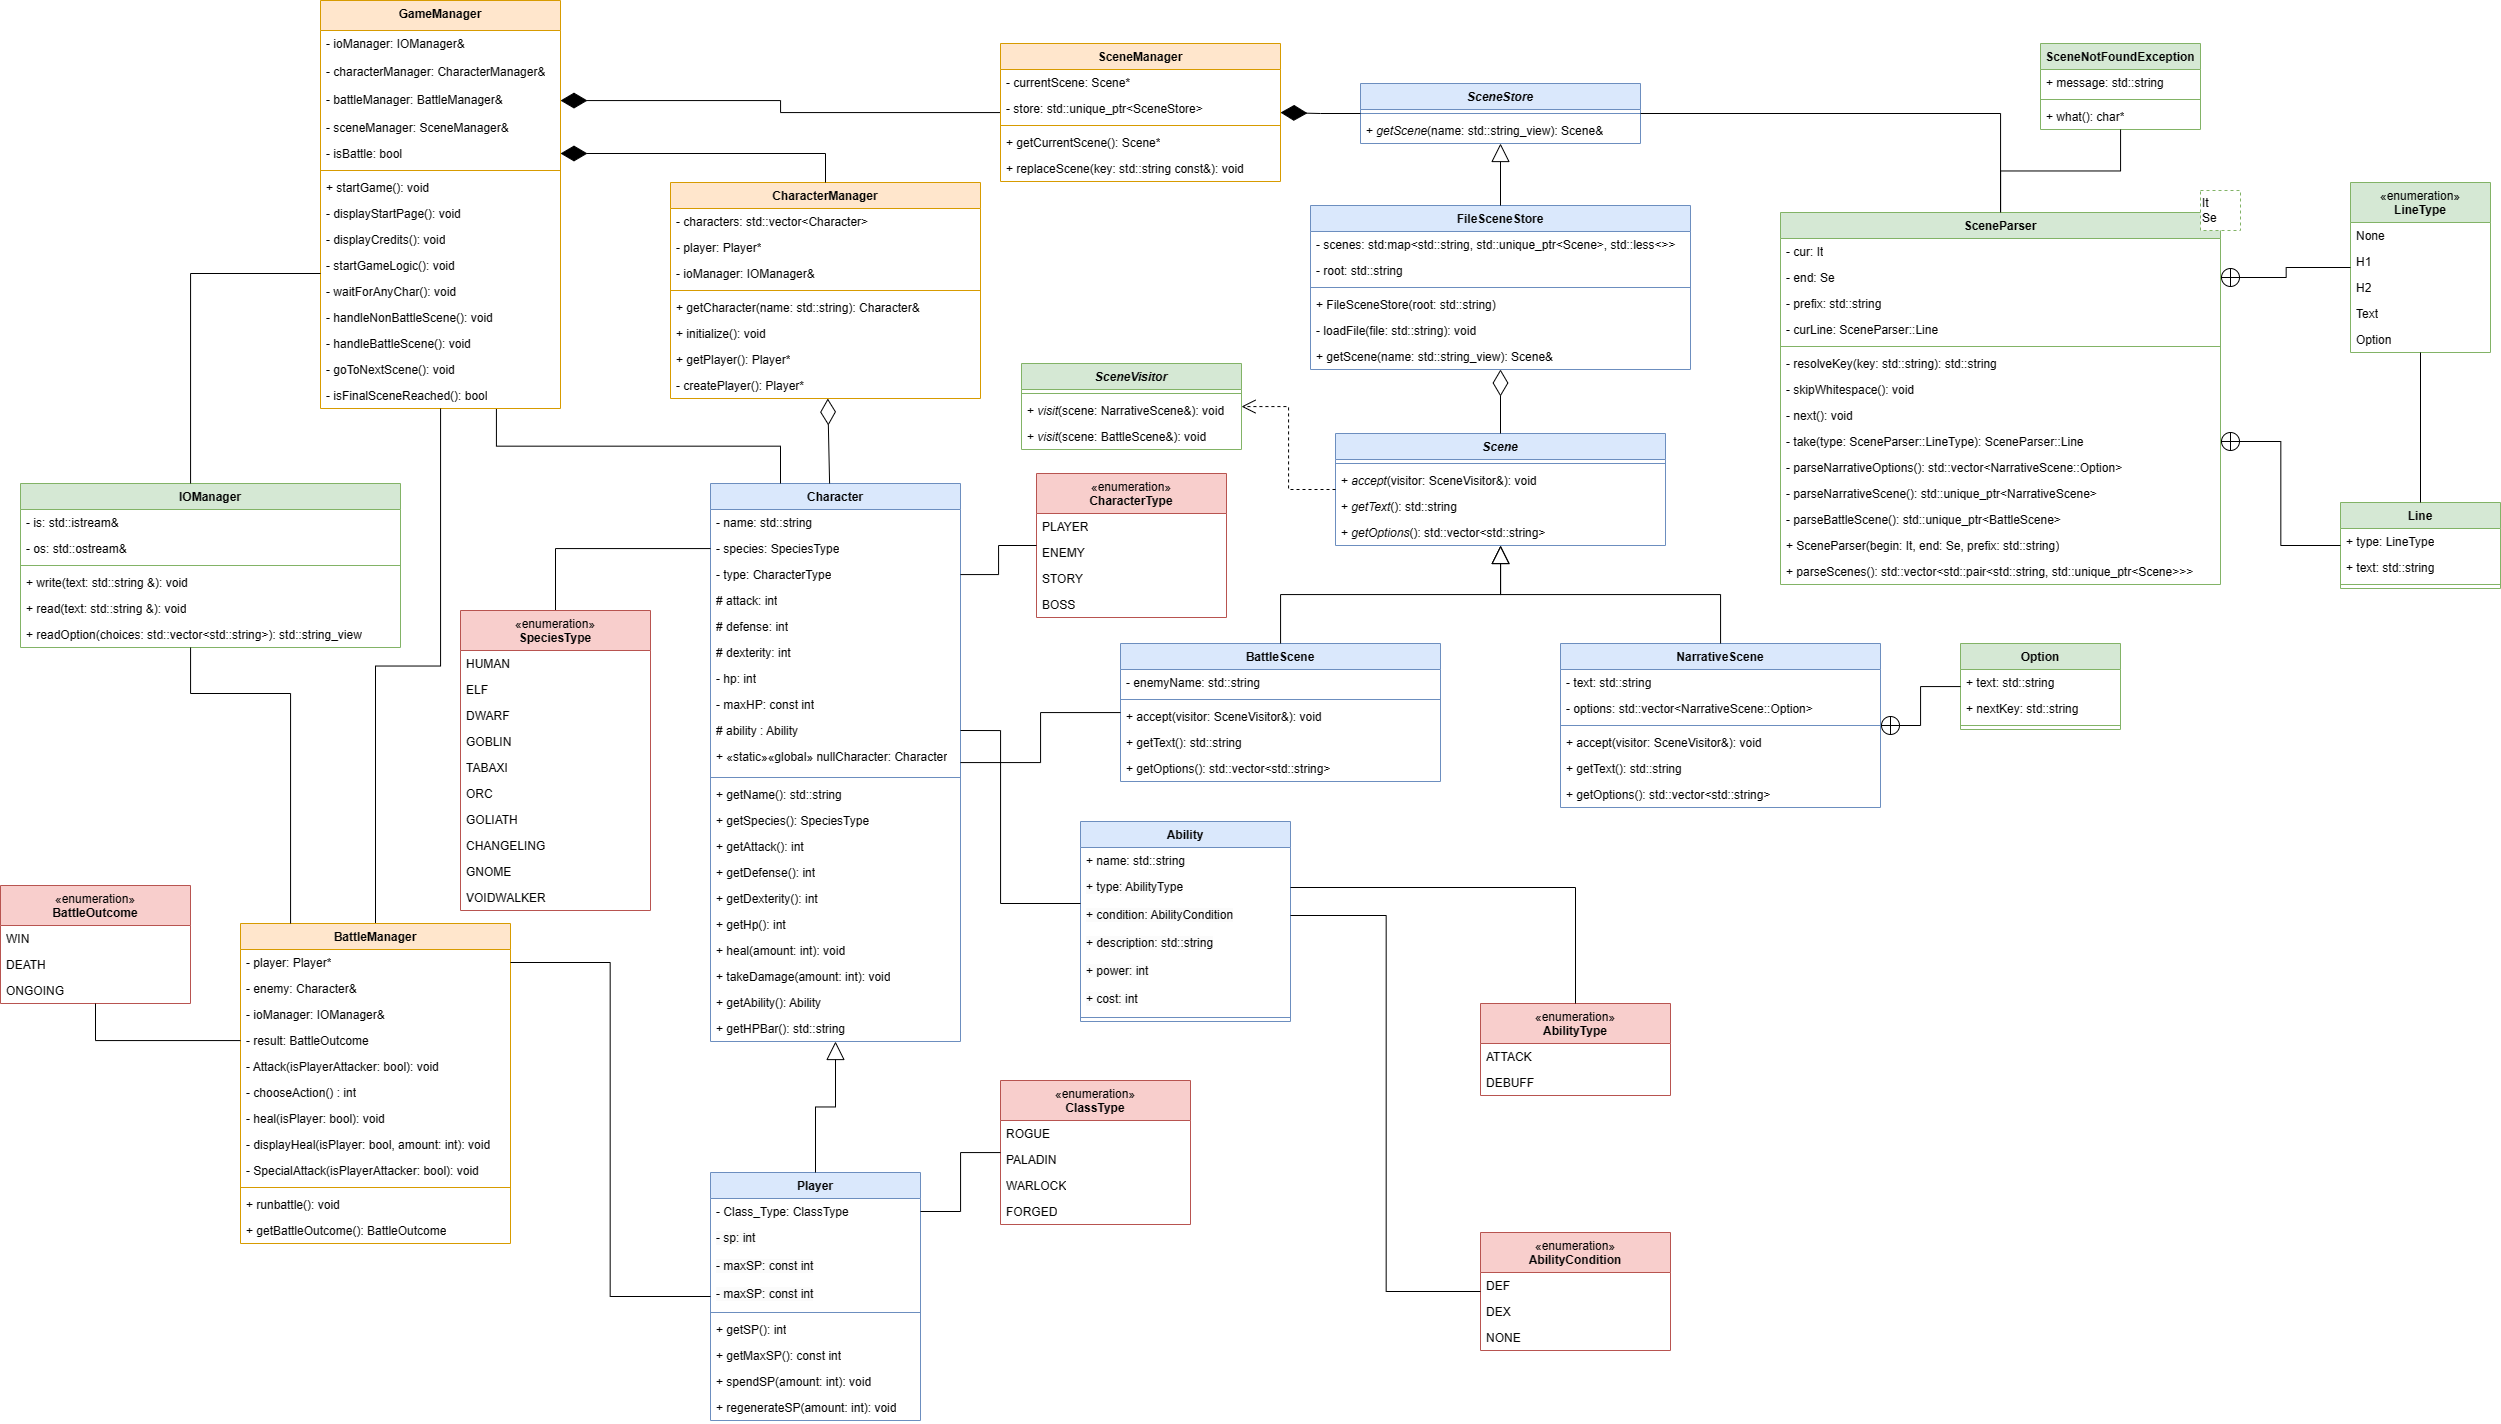 GameManager
- ioManager: IOManager&
- characterManager: CharacterManager&
- battleManager: BattleManager&
- sceneManager: SceneManager&
- isBattle: bool
+ startGame(): void
- displayStartPage(): void
- displayCredits(): void
- startGameLogic(): void
- waitForAnyChar(): void
- handleNonBattleScene(): void
- handleBattleScene(): void
- goToNextScene(): void
- isFinalSceneReached(): bool
SceneManager
- currentScene: Scene*
- store: std::unique_ptr<SceneStore>
+ getCurrentScene(): Scene*
+ replaceScene(key: std::string const&): void
SceneStore
+ getScene(name: std::string_view): Scene&
SceneNotFoundException
+ message: std::string
+ what(): char*
CharacterManager
- characters: std::vector<Character>
- player: Player*
- ioManager: IOManager&
+ getCharacter(name: std::string): Character&
+ initialize(): void
+ getPlayer(): Player*
- createPlayer(): Player*
FileSceneStore
- scenes: std:map<std::string, std::unique_ptr<Scene>, std::less<>>
- root: std::string
+ FileSceneStore(root: std::string)
- loadFile(file: std::string): void
+ getScene(name: std::string_view): Scene&
It
Se
SceneParser
- cur: It
- end: Se
- prefix: std::string
- curLine: SceneParser::Line
- resolveKey(key: std::string): std::string
- skipWhitespace(): void
- next(): void
- take(type: SceneParser::LineType): SceneParser::Line
- parseNarrativeOptions(): std::vector<NarrativeScene::Option>
- parseNarrativeScene(): std::unique_ptr<NarrativeScene>
- parseBattleScene(): std::unique_ptr<BattleScene>
+ SceneParser(begin: It, end: Se, prefix: std::string)
+ parseScenes(): std::vector<std::pair<std::string, std::unique_ptr<Scene>>>
«enumeration»
LineType
None
H1
H2
Text
Option
SceneVisitor
+ visit(scene: NarrativeScene&): void
+ visit(scene: BattleScene&): void
Scene
+ accept(visitor: SceneVisitor&): void
+ getText(): std::string
+ getOptions(): std::vector<std::string>
Line
+ type: LineType
+ text: std::string
IOManager
- is: std::istream&
- os: std::ostream&
+ write(text: std::string &): void
+ read(text: std::string &): void
+ readOption(choices: std::vector<std::string>): std::string_view
Character
- name: std::string
- species: SpeciesType
- type: CharacterType
# attack: int
# defense: int
# dexterity: int
- hp: int
- maxHP: const int
# ability : Ability
+ «static»«global» nullCharacter: Character
+ getName(): std::string
+ getSpecies(): SpeciesType
+ getAttack(): int
+ getDefense(): int
+ getDexterity(): int
+ getHp(): int
+ heal(amount: int): void
+ takeDamage(amount: int): void
+ getAbility(): Ability
+ getHPBar(): std::string
«enumeration»
CharacterType
PLAYER
ENEMY
STORY
BOSS
«enumeration»
SpeciesType
HUMAN
ELF
DWARF
GOBLIN
TABAXI
ORC
GOLIATH
CHANGELING
GNOME
VOIDWALKER
BattleScene
- enemyName: std::string
+ accept(visitor: SceneVisitor&): void
+ getText(): std::string
+ getOptions(): std::vector<std::string>
NarrativeScene
- text: std::string
- options: std::vector<NarrativeScene::Option>
+ accept(visitor: SceneVisitor&): void
+ getText(): std::string
+ getOptions(): std::vector<std::string>
Option
+ text: std::string
+ nextKey: std::string
Ability
+ name: std::string
+ type: AbilityType
+ condition: AbilityCondition
+ description: std::string
+ power: int
+ cost: int
«enumeration»
BattleOutcome
WIN
DEATH
ONGOING
BattleManager
- player: Player*
- enemy: Character&
- ioManager: IOManager&
- result: BattleOutcome
- Attack(isPlayerAttacker: bool): void
- chooseAction() : int
- heal(isPlayer: bool): void
- displayHeal(isPlayer: bool, amount: int): void
- SpecialAttack(isPlayerAttacker: bool): void
+ runbattle(): void
+ getBattleOutcome(): BattleOutcome
«enumeration»
AbilityType
ATTACK
DEBUFF
«enumeration»
ClassType
ROGUE
PALADIN
WARLOCK
FORGED
Player
- Class_Type: ClassType
- sp: int
- maxSP: const int
- maxSP: const int
+ getSP(): int
+ getMaxSP(): const int
+ spendSP(amount: int): void
+ regenerateSP(amount: int): void
«enumeration»
AbilityCondition
DEF
DEX
NONE